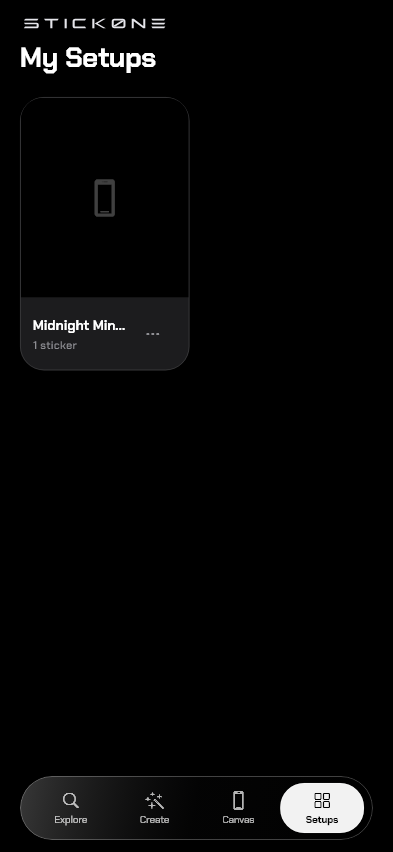 STICKØNE
My Setups
Midnight Min...
1 sticker
Explore
Create
Canvas
Setups